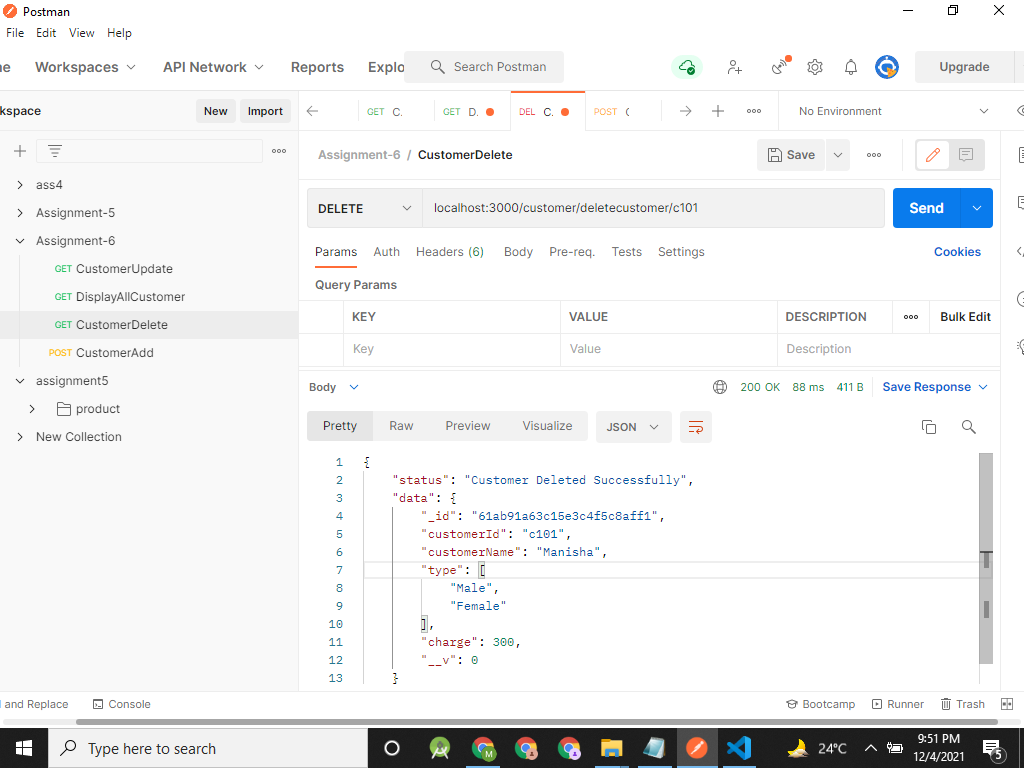 Postman
File Edit View Help
ne Workspaces API Network Reports Explo Search Postman Upgrade
kspace New Import GET C. GET D. DEL C. POST No Environment
Assignment-6 / CustomerDelete Save
ass4
Assignment-5
Assignment-6
GET CustomerUpdate
GET DisplayAllCustomer
GET CustomerDelete
POST CustomerAdd
assignment5
product
New Collection
DELETE localhost:3000/customer/deletecustomer/c101 Send
Params Auth Headers (6) Body Pre-req. Tests Settings Cookies
Query Params
KEY VALUE DESCRIPTION Bulk Edit
Key Value Description
Body 200 OK 88 ms 411 B Save Response
Pretty Raw Preview Visualize JSON
1 {
2 "status": "Customer Deleted Successfully",
3 "data": {
4 "_id": "61ab91a63c15e3c4f5c8aff1",
5 "customerId": "c101",
6 "customerName": "Manisha",
7 "type": [
8 "Male",
9 "Female"
10 ],
11 "charge": 300,
12 "__v": 0
13 }
and Replace Console Bootcamp Runner Trash
Type here to search 24°C 9:51 PM
12/4/2021 5